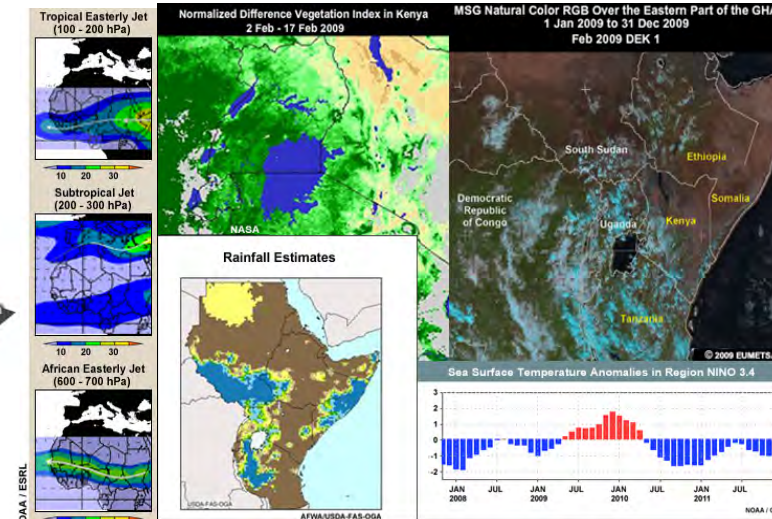 Tropical Easterly Jet
(100 - 200 hPa)
10 20 30
Subtropical Jet
(200 - 300 hPa)
10 20 30
African Easterly Jet
(600 - 700 hPa)
Normalized Difference Vegetation Index in Kenya
2 Feb - 17 Feb 2009
NASA
MSG Natural Color RGB Over the Eastern Part of the GHA
1 Jan 2009 to 31 Dec 2009
Feb 2009 DEK 1
South Sudan
Ethiopia
Democratic
Republic
of Congo
Somalia
Uganda
Kenya
Tanzania
© 2009 EUMETSA
Rainfall Estimates
USDA-FAS-OGA
AFWA/USDA-FAS-OGA
Sea Surface Temperature Anomalies in Region NINO 3.4
3
2
1
0
-1
-2
JAN JUL JAN JUL JAN JUL JAN JUL
2008 2009 2010 2011
NOAA / 
AA / ESRL